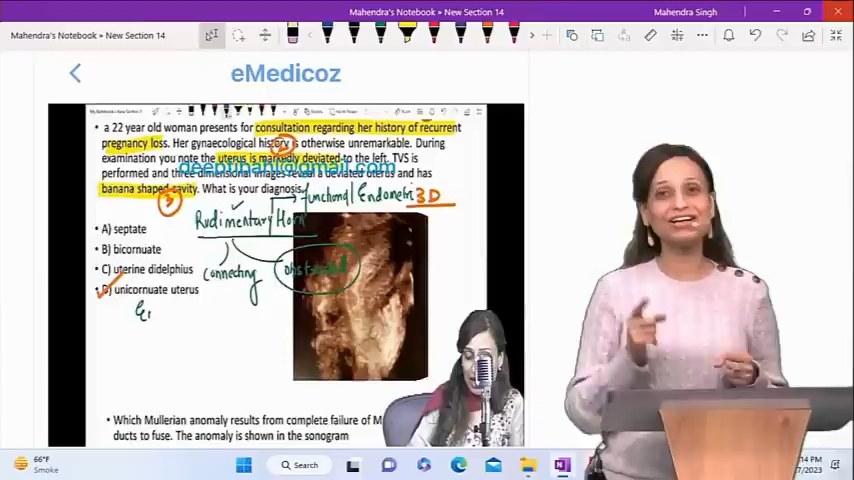 Mahendra's Notebook » New Section 14
Mahendra Singh
Mahendra's Notebook » New Section 14
eMedicoz
• a 22 year old woman presents for consultation regarding her history of recurrent
pregnancy loss. Her gynaecological history is otherwise unremarkable. During
examination you note the uterus is markedly deviated to the left. TVS is
performed and three dimensional images reveal a deviated uterus and has
banana shaped cavity. What is your diagnosis.
3
functional Endometri 3D
Rudimentary Horn
• A) septate
• B) bicornuate
• C) uterine didelphius
connecting
obstructed
• D) unicornuate uterus
• Which Mullerian anomaly results from complete failure of M
ducts to fuse. The anomaly is shown in the sonogram
66°F
Smoke
Search